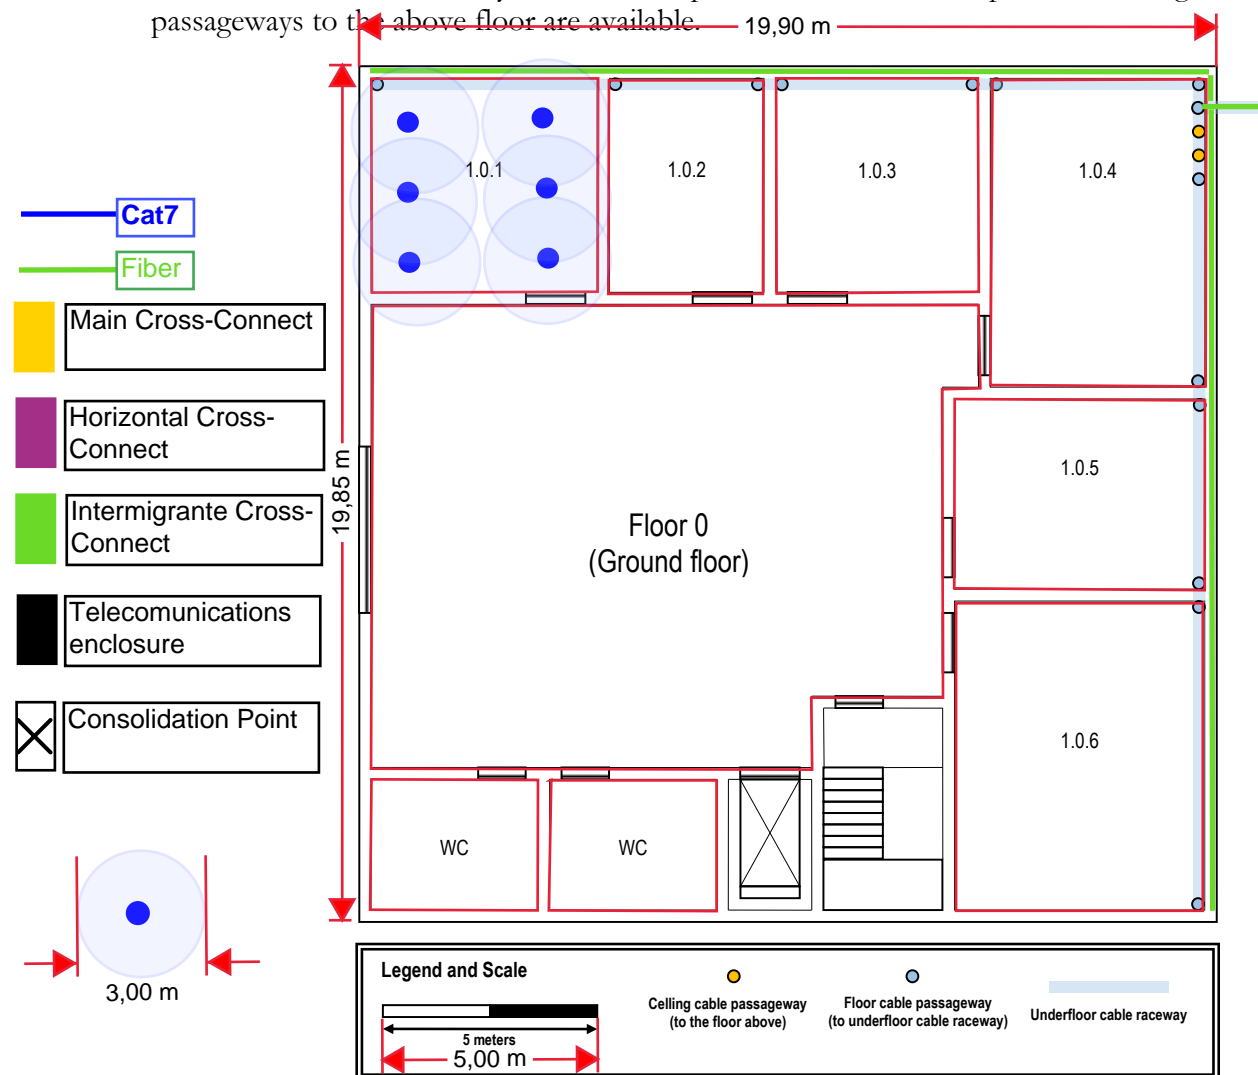 passageways to the above floor are available.
19,90 m
1.0.1
1.0.2
1.0.3
1.0.4
Cat7
Fiber
Main Cross-Connect
Horizontal Cross-
Connect
Intermigrante Cross-
Connect
Telecomunications
enclosure
Consolidation Point
19,85 m
1.0.5
Floor 0
(Ground floor)
1.0.6
WC
WC
3,00 m
Legend and Scale
5 meters
5,00 m
Celling cable passageway
(to the floor above)
Floor cable passageway
(to underfloor cable raceway)
Underfloor cable raceway